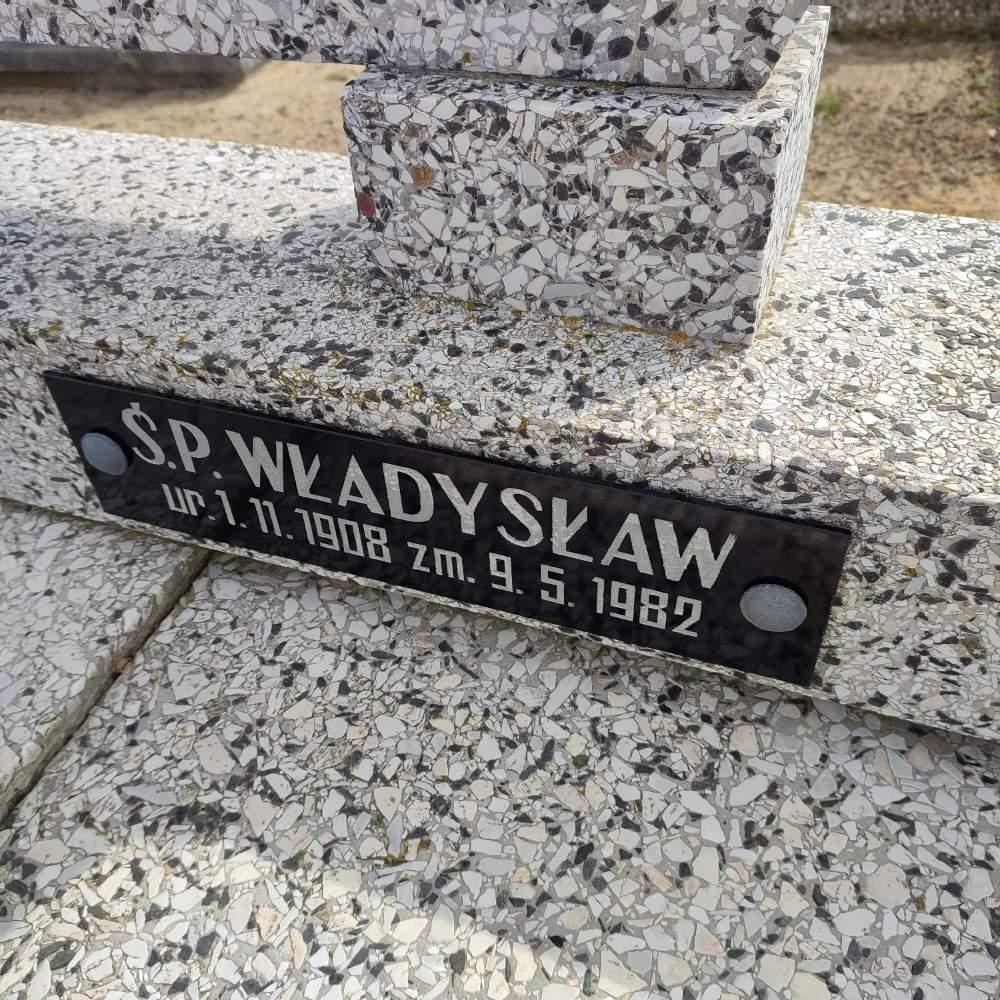 Ś.P. WŁADYSŁAW
ur. 1. 11. 1908 zm. 9. 5. 1982